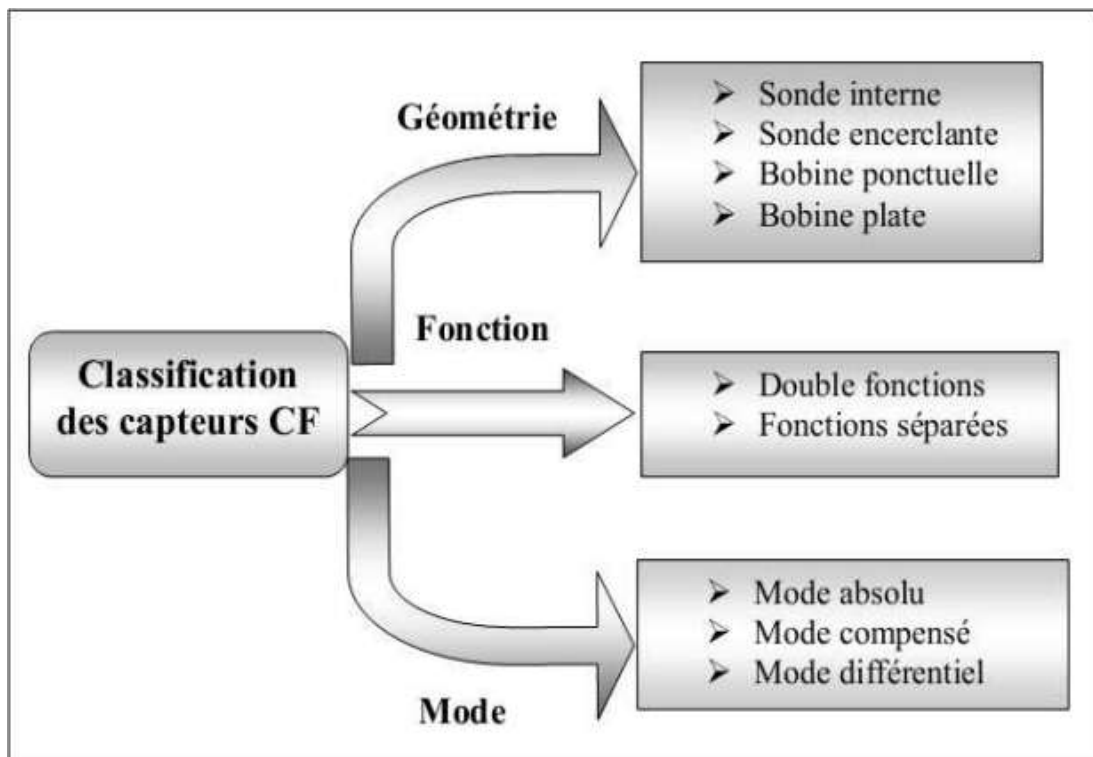 Géométrie
Sonde interne
Sonde encerclante
Bobine ponctuelle
Bobine plate
Classification
des capteurs CF
Fonction
Double fonctions
Fonctions séparées
Mode
Mode absolu
Mode compensé
Mode différentiel